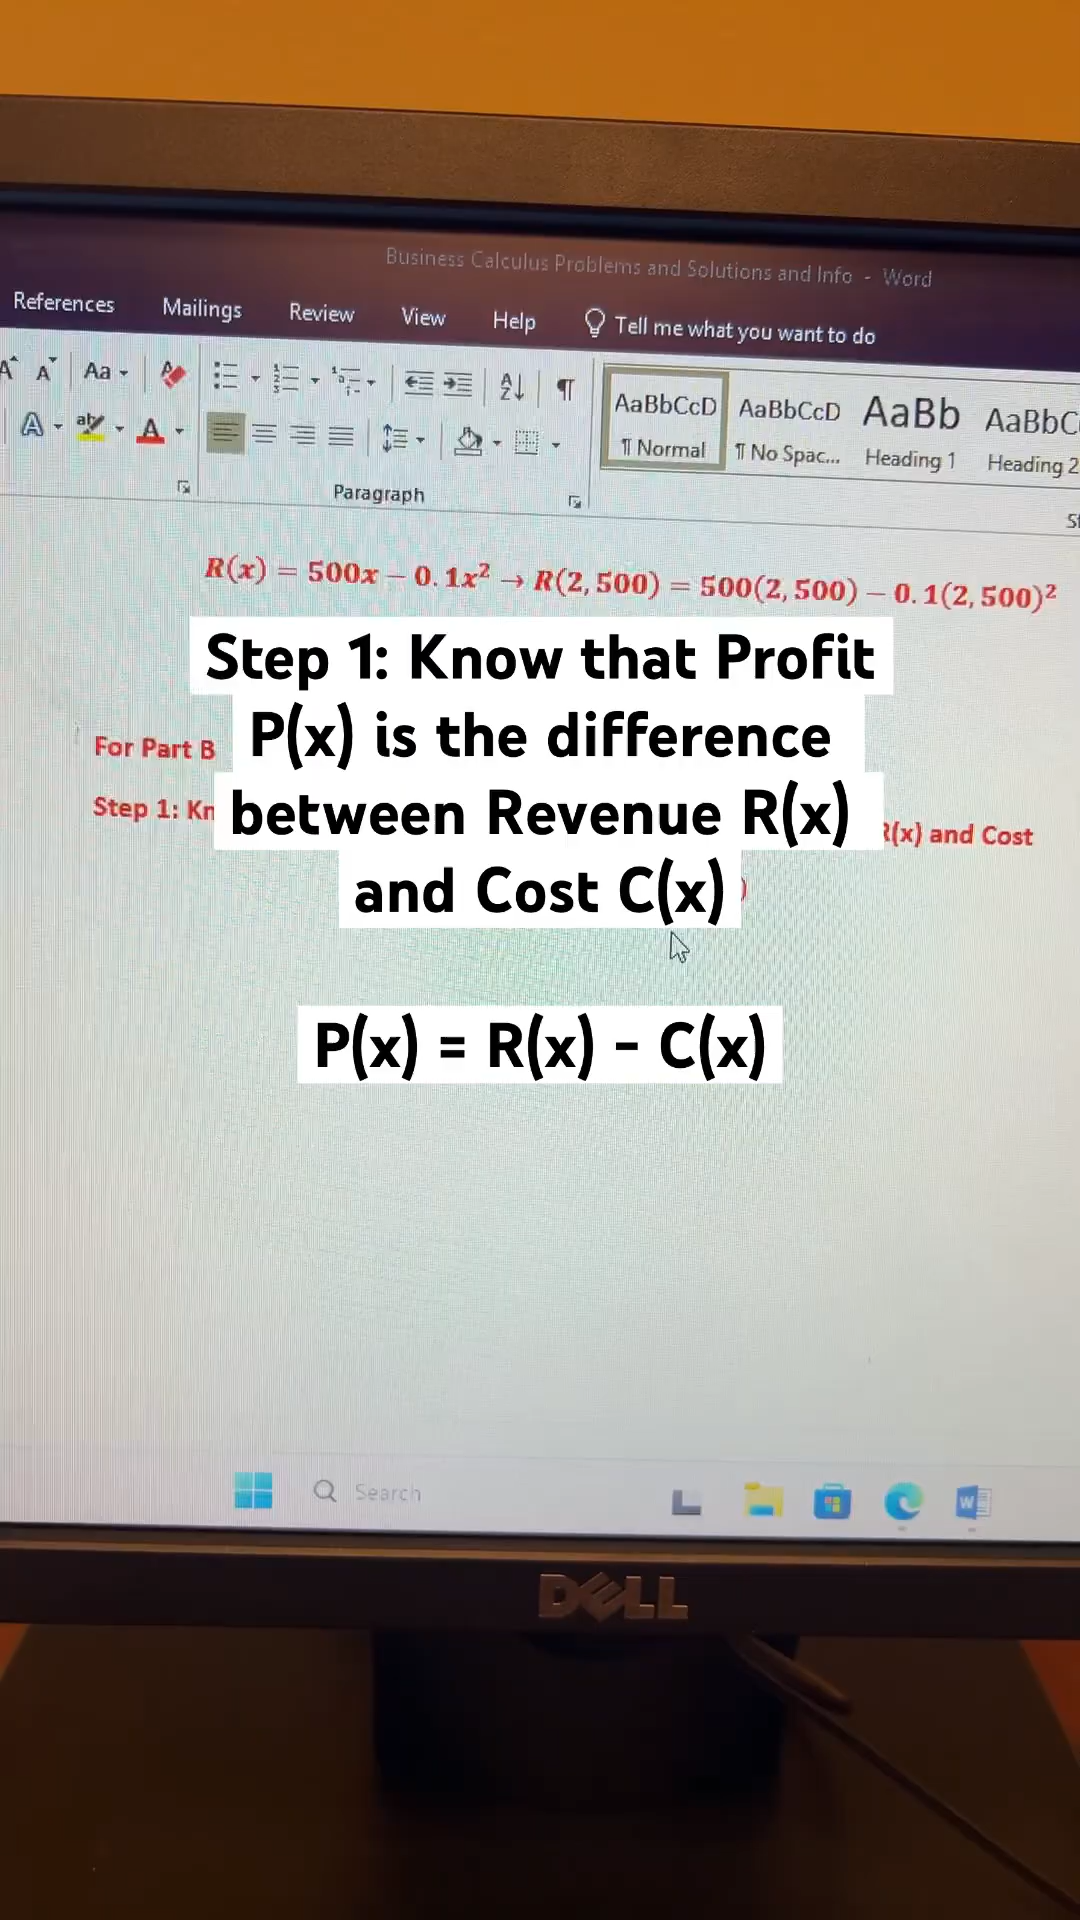 Business Calculus Problems and Solutions and Info - Word
References Mailings Review View Help Tell me what you want to do
A A Aa
A aby A
AaBbCcD AaBbCcD AaBb AaBbC
¶ Normal ¶ No Spac... Heading 1 Heading 2
Paragraph
R(x) = 500x − 0.1x² → R(2,500) = 500(2,500) − 0.1(2,500)²
Step 1: Know that Profit
P(x) is the difference
between Revenue R(x)
and Cost C(x)
For Part B
Step 1: Kn
R(x) and Cost
P(x) = R(x) - C(x)
Search
DELL